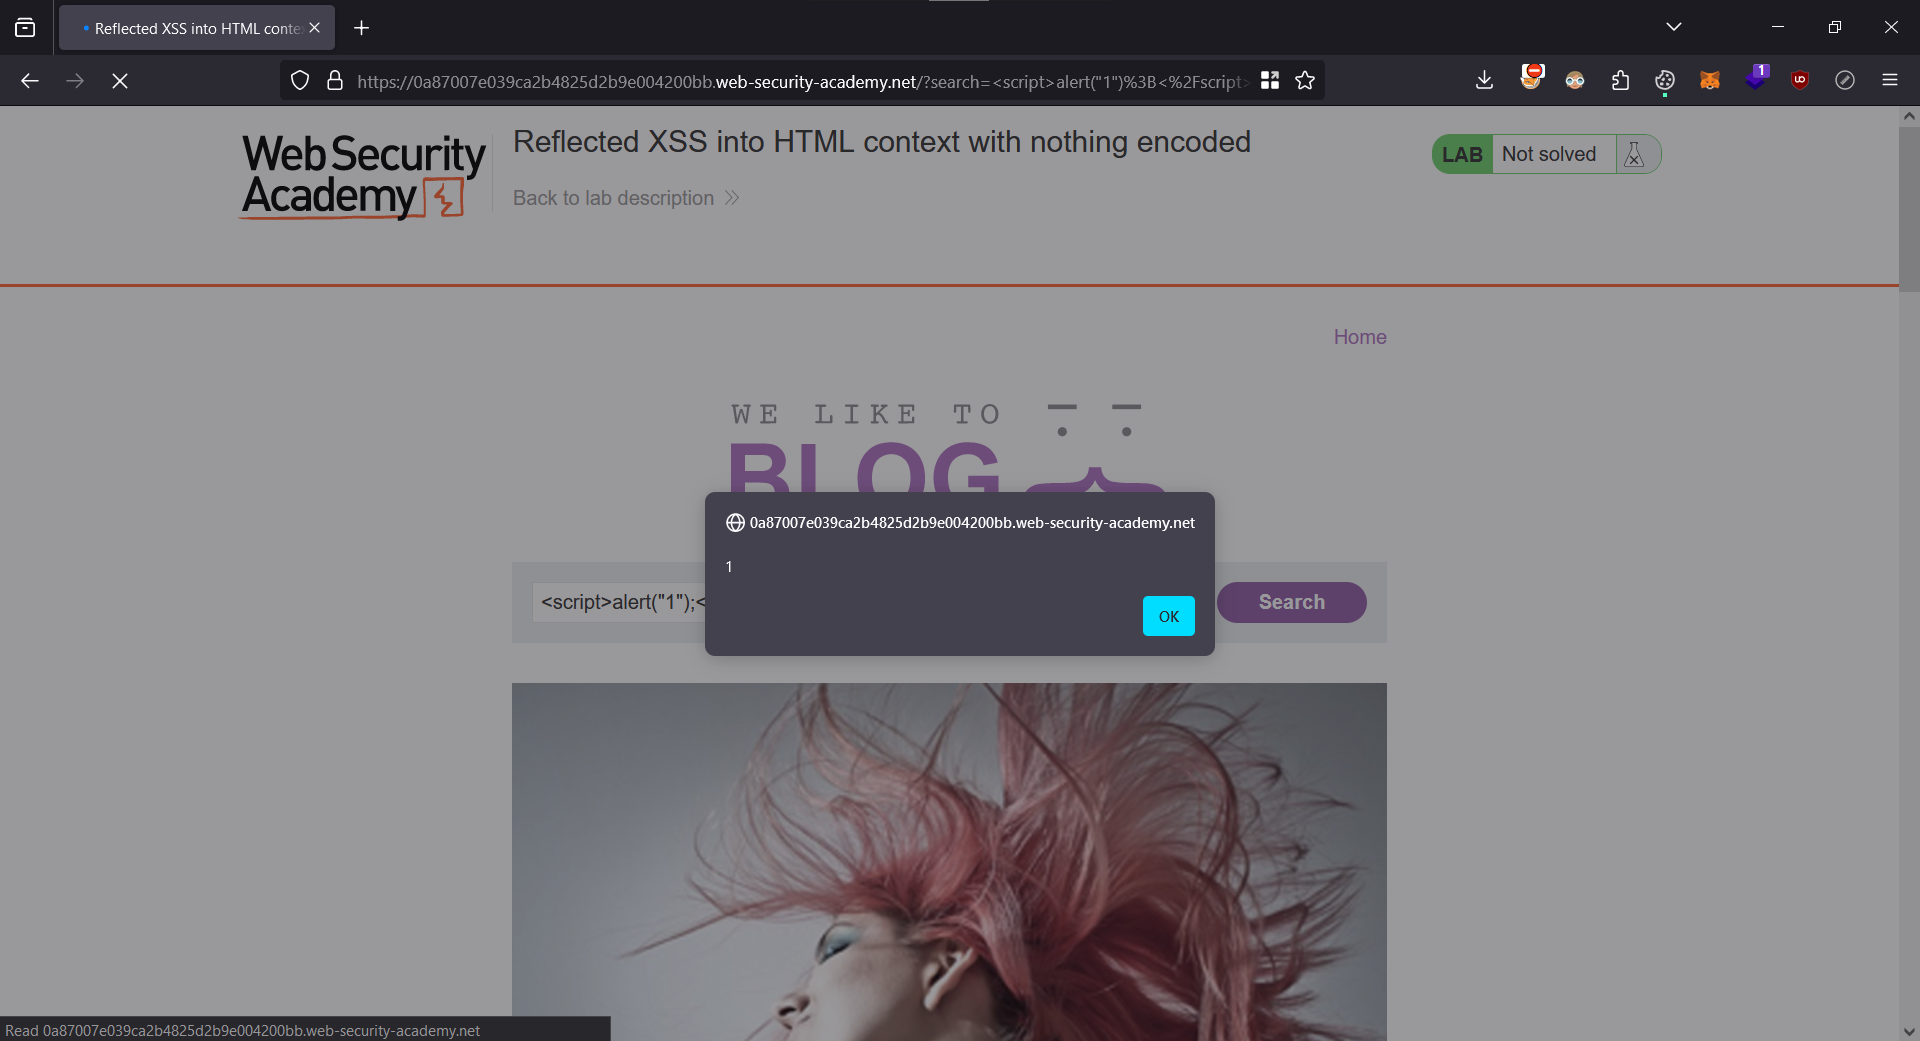 Reflected XSS into HTML conte
https://0a87007e039ca2b4825d2b9e004200bb.web-security-academy.net/?search=<script>alert("1")%3B<%2Fscript>
1
WebSecurity
Academy
Reflected XSS into HTML context with nothing encoded
Back to lab description
LAB Not solved
Home
WE LIKE TO
BLOG
0a87007e039ca2b4825d2b9e004200bb.web-security-academy.net
1
OK
<script>alert("1");<
Search
Read 0a87007e039ca2b4825d2b9e004200bb.web-security-academy.net